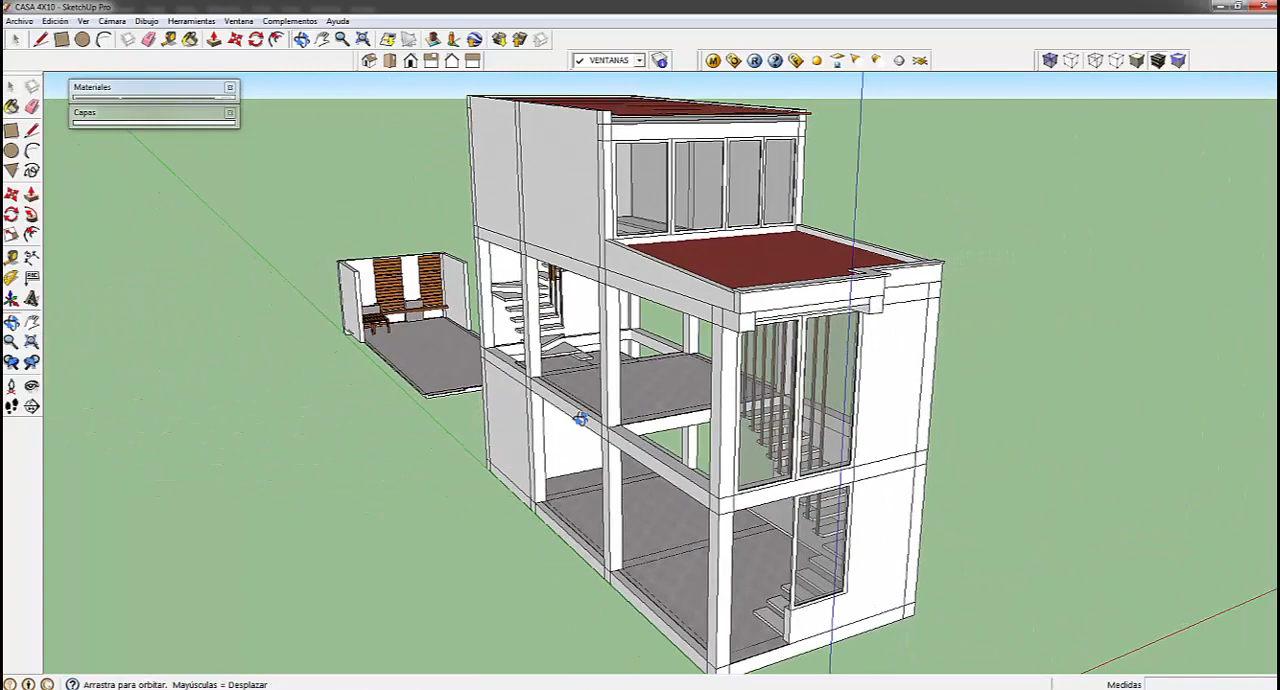 CASA 4X10 - SketchUp Pro
Archivo Edición Ver Cámara Dibujo Herramientas Ventana Complementos Ayuda
VENTANAS
M R ?
Materiales
Capas
Arrastra para orbitar. Mayúsculas = Desplazar Medidas